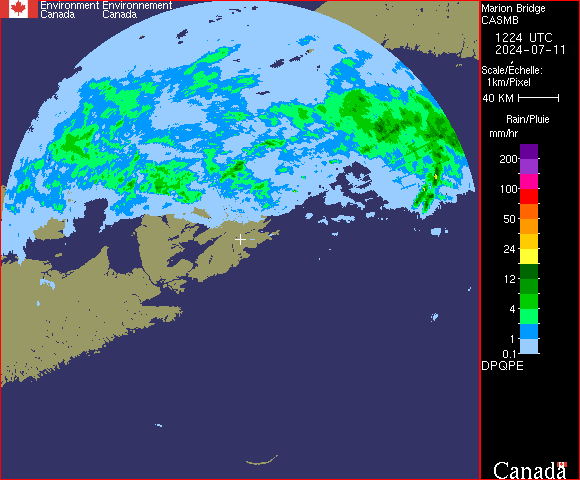 Environment Environnement
Canada Canada
Marion Bridge
CASMB
1224 UTC
2024-07-11
Scale/Échelle:
1km/Pixel
40 KM
Rain/Pluie
mm/hr
200
100
50
24
12
4
1
0.1
DPQPE
Canada